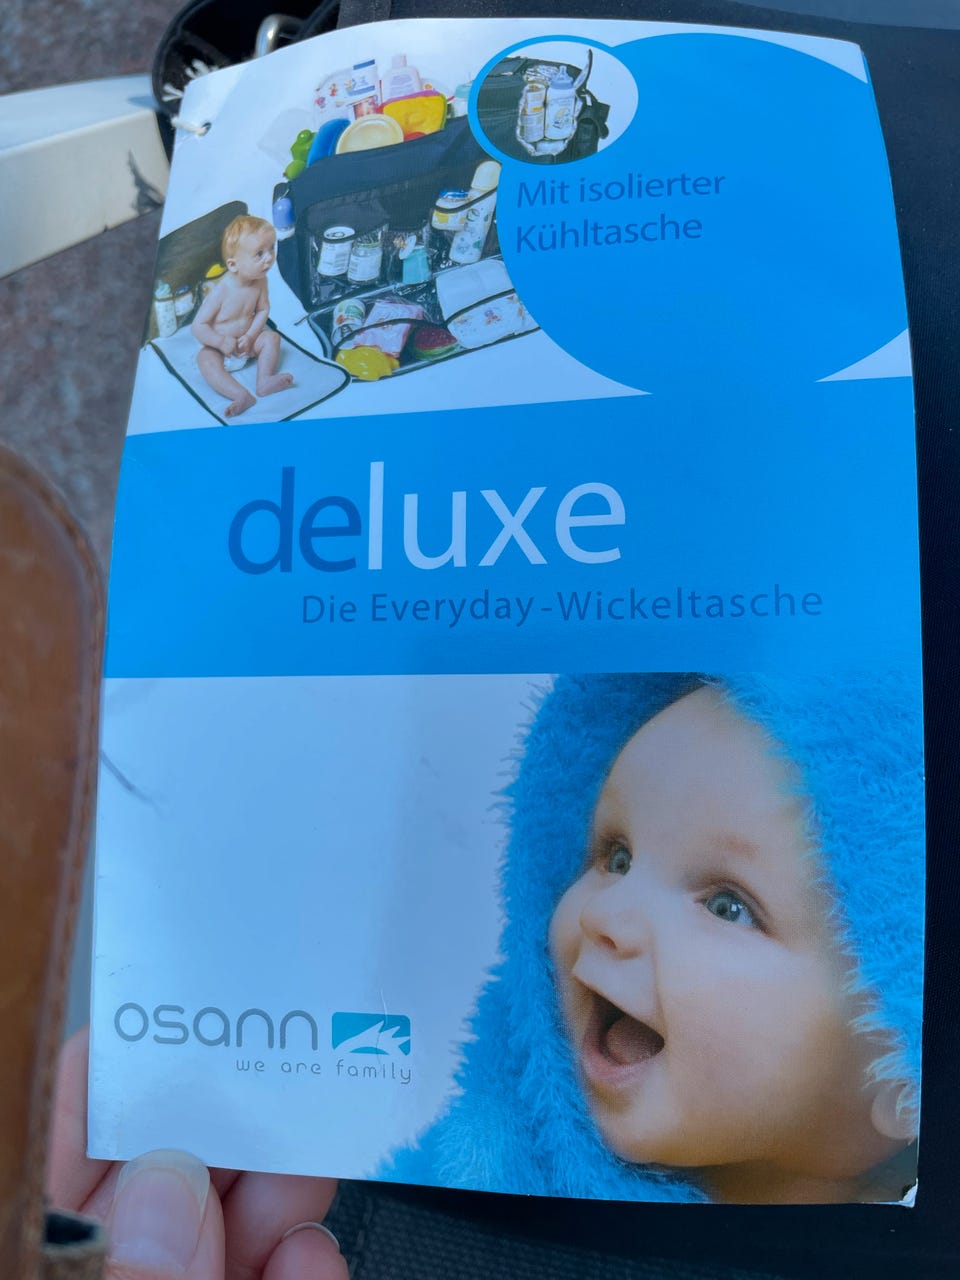 Mit isolierter
Kühltasche
deluxe
Die Everyday-Wickeltasche
osann
we are family